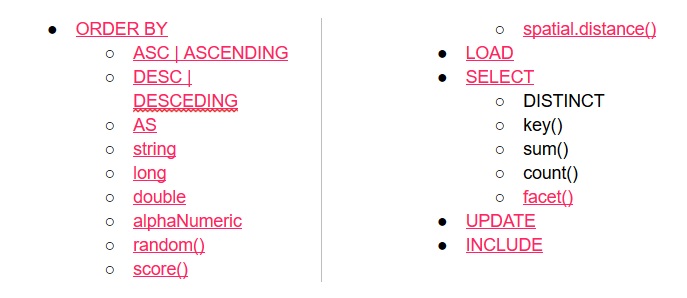 ORDER BY
ASC | ASCENDING
DESC |
DESCEDING
AS
string
long
double
alphaNumeric
random()
score()
spatial.distance()
LOAD
SELECT
DISTINCT
key()
sum()
count()
facet()
UPDATE
INCLUDE